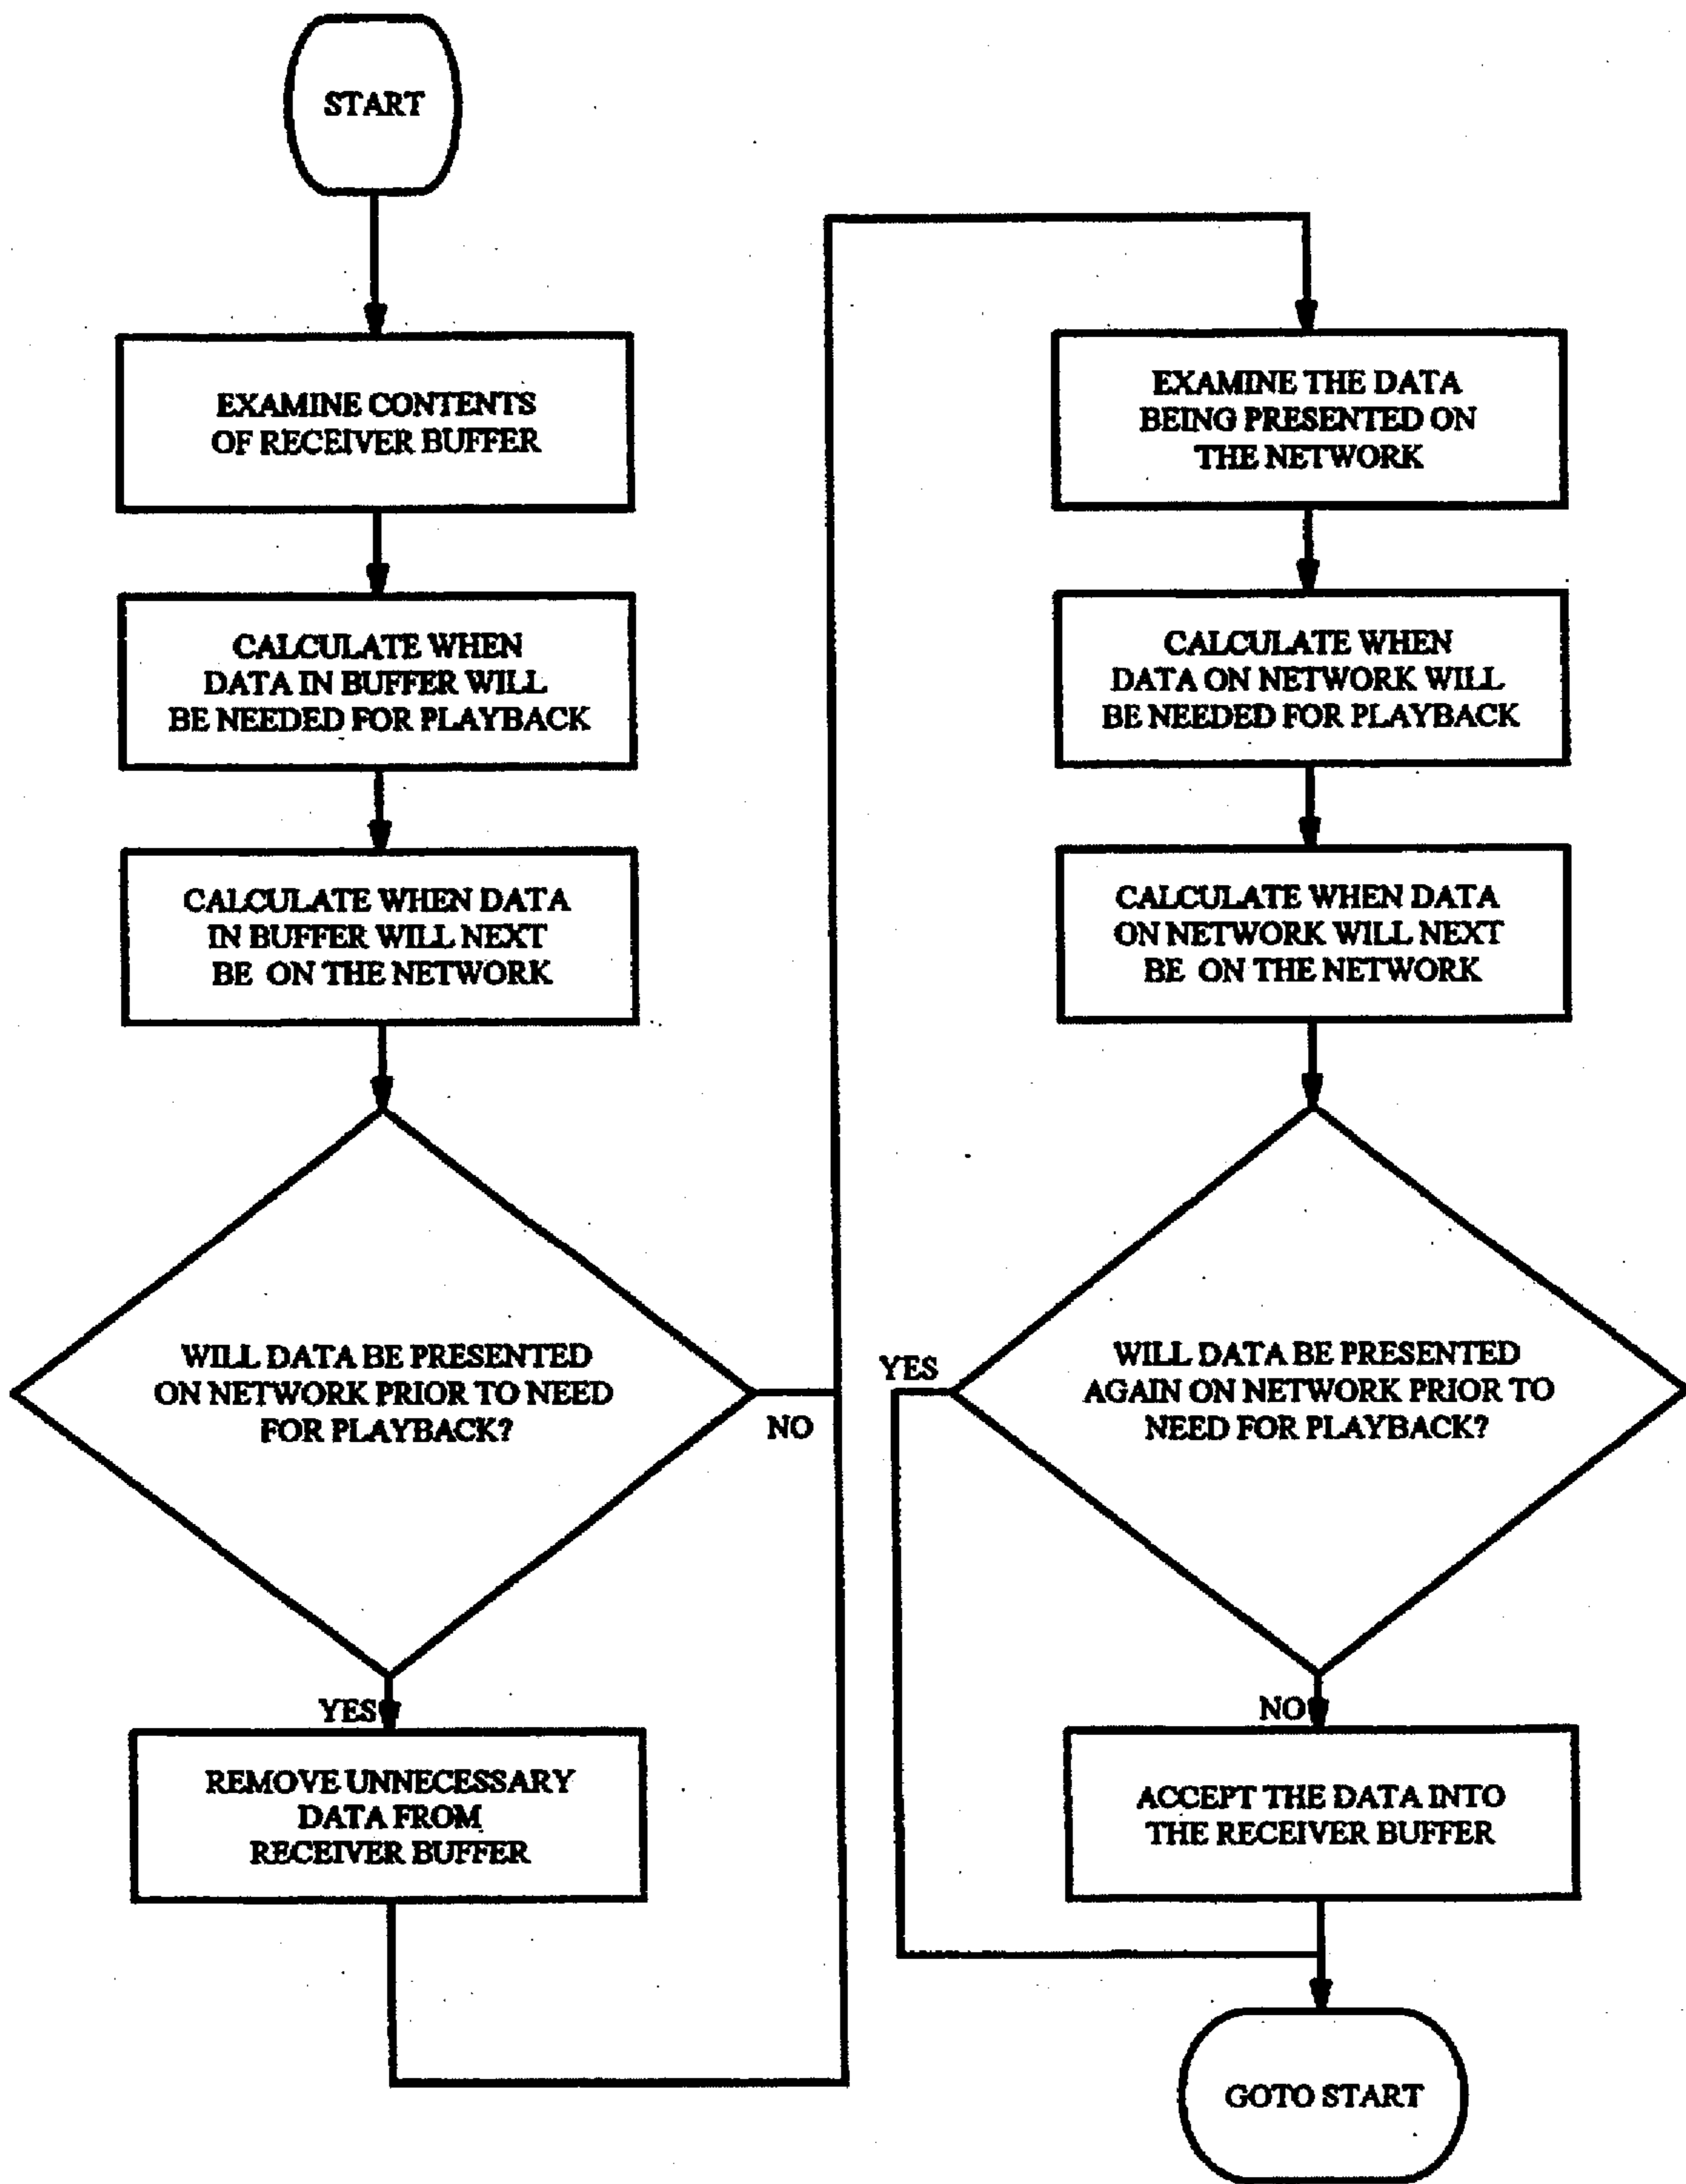 START
EXAMINE CONTENTS
OF RECEIVER BUFFER
CALCULATE WHEN
DATA IN BUFFER WILL
BE NEEDED FOR PLAYBACK
CALCULATE WHEN DATA
IN BUFFER WILL NEXT
BE ON THE NETWORK
WILL DATA BE PRESENTED
ON NETWORK PRIOR TO NEED
FOR PLAYBACK?
NO
YES
REMOVE UNNECESSARY
DATA FROM
RECEIVER BUFFER
EXAMINE THE DATA
BEING PRESENTED ON
THE NETWORK
CALCULATE WHEN
DATA ON NETWORK WILL
BE NEEDED FOR PLAYBACK
CALCULATE WHEN DATA
ON NETWORK WILL NEXT
BE ON THE NETWORK
YES
WILL DATA BE PRESENTED
AGAIN ON NETWORK PRIOR TO
NEED FOR PLAYBACK?
NO
ACCEPT THE DATA INTO
THE RECEIVER BUFFER
GOTO START